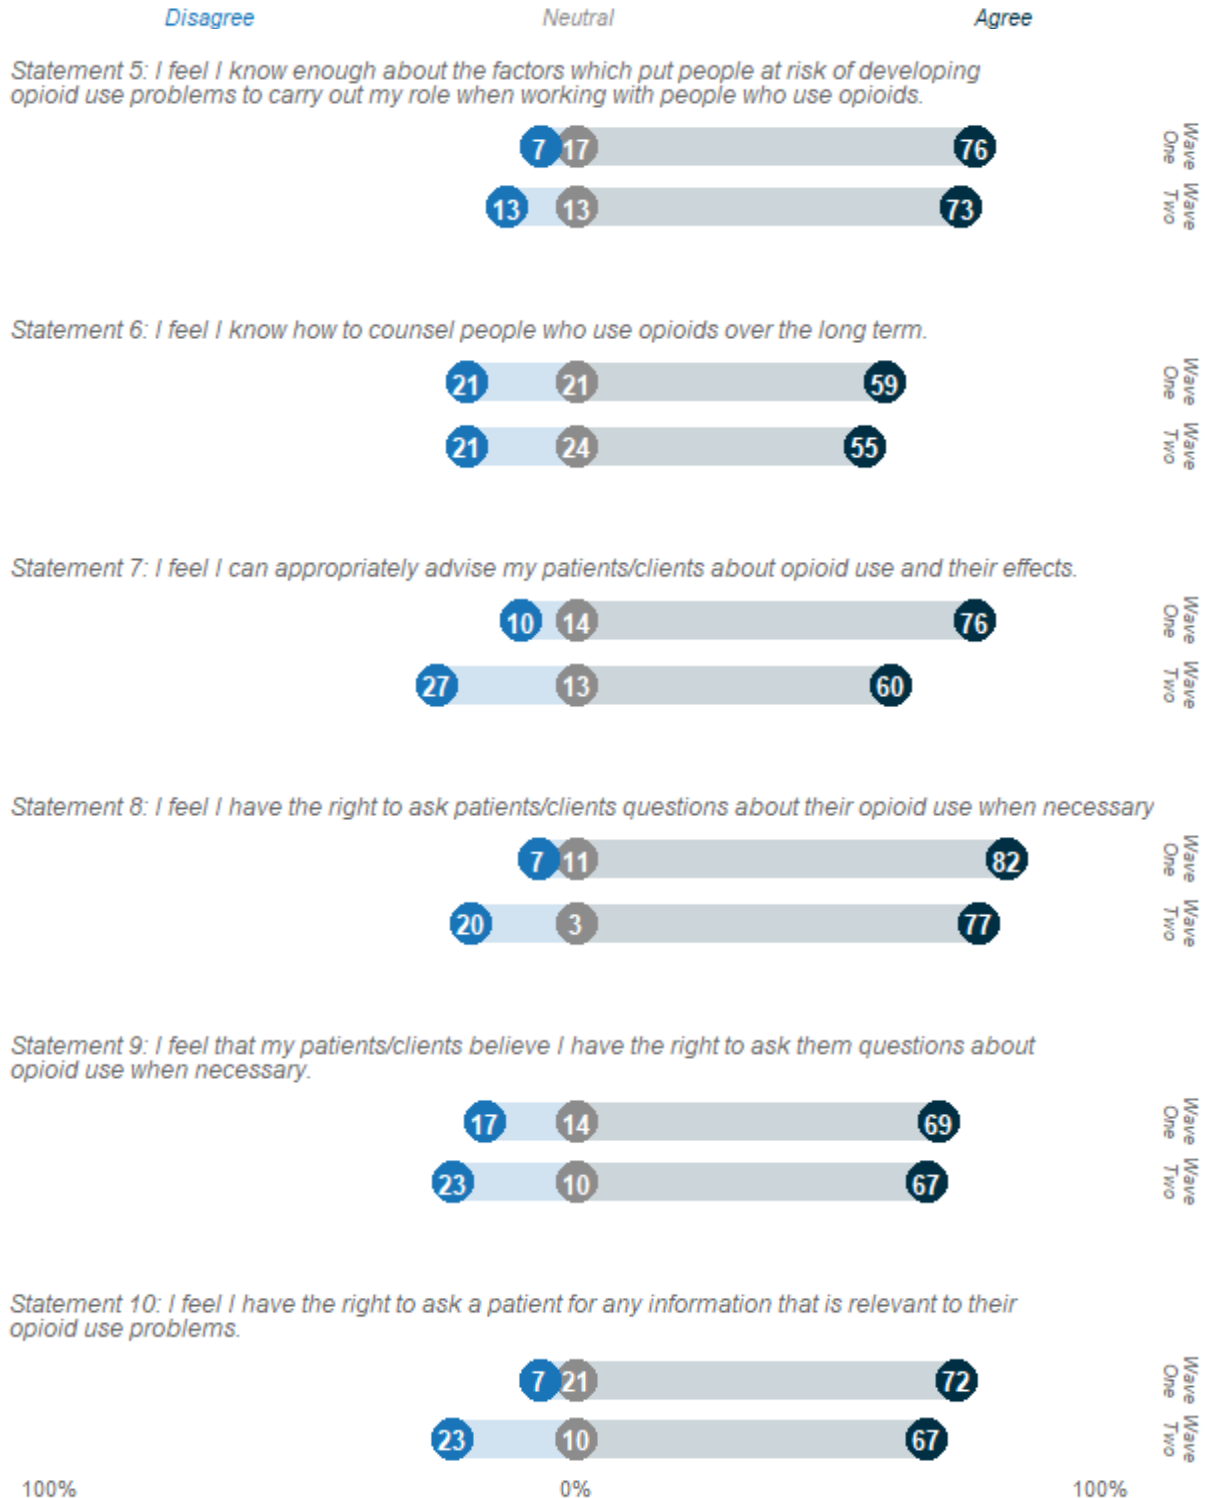 Disagree Neutral Agree
Statement 5: I feel I know enough about the factors which put people at risk of developing
opioid use problems to carry out my role when working with people who use opioids.
7 17 76 Wave One
13 13 73 Wave Two
Statement 6: I feel I know how to counsel people who use opioids over the long term.
21 21 59 Wave One
21 24 55 Wave Two
Statement 7: I feel I can appropriately advise my patients/clients about opioid use and their effects.
10 14 76 Wave One
27 13 60 Wave Two
Statement 8: I feel I have the right to ask patients/clients questions about their opioid use when necessary
7 11 82 Wave One
20 3 77 Wave Two
Statement 9: I feel that my patients/clients believe I have the right to ask them questions about
opioid use when necessary.
17 14 69 Wave One
23 10 67 Wave Two
Statement 10: I feel I have the right to ask a patient for any information that is relevant to their
opioid use problems.
7 21 72 Wave One
23 10 67 Wave Two
100% 0% 100%